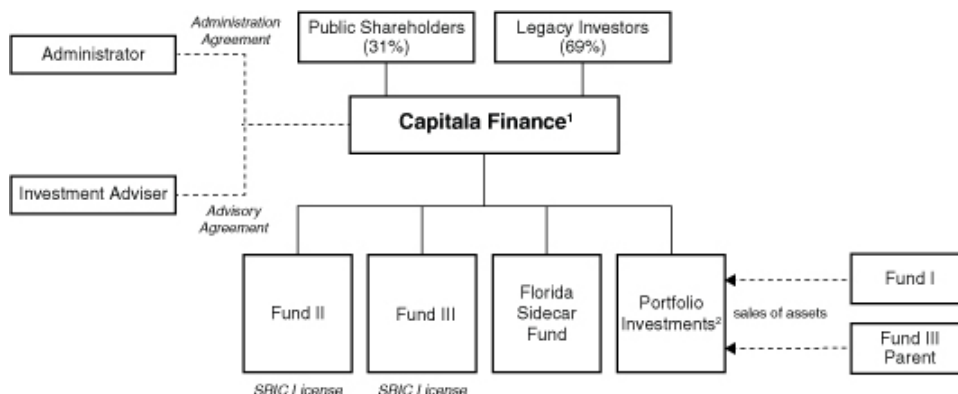 Administration
Agreement
Public Shareholders
(31%)
Legacy Investors
(69%)
Administrator
Capitala Finance¹
Investment Adviser
Advisory
Agreement
Fund II
Fund III
Florida
Sidecar
Fund
Portfolio
Investments²
sales of assets
Fund I
Fund III
Parent
SBIC License
SBIC License